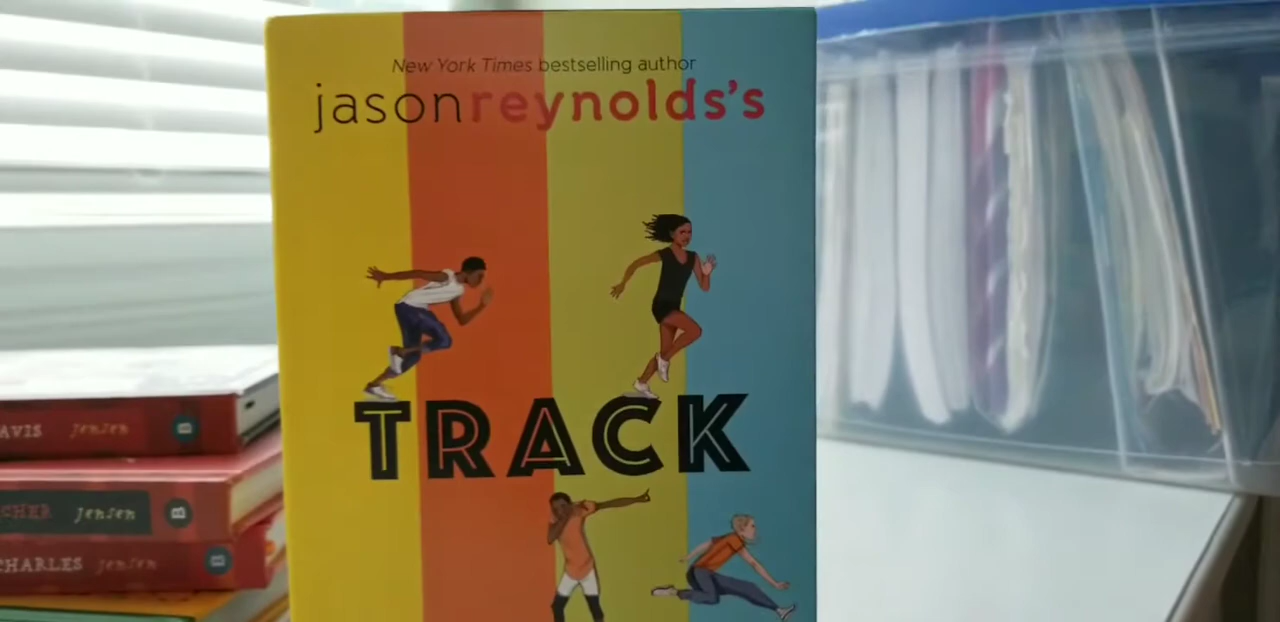 New York Times bestselling author
jasonreynolds's
TRACK
AVIS jensen B
CHER jensen B
CHARLES jensen B